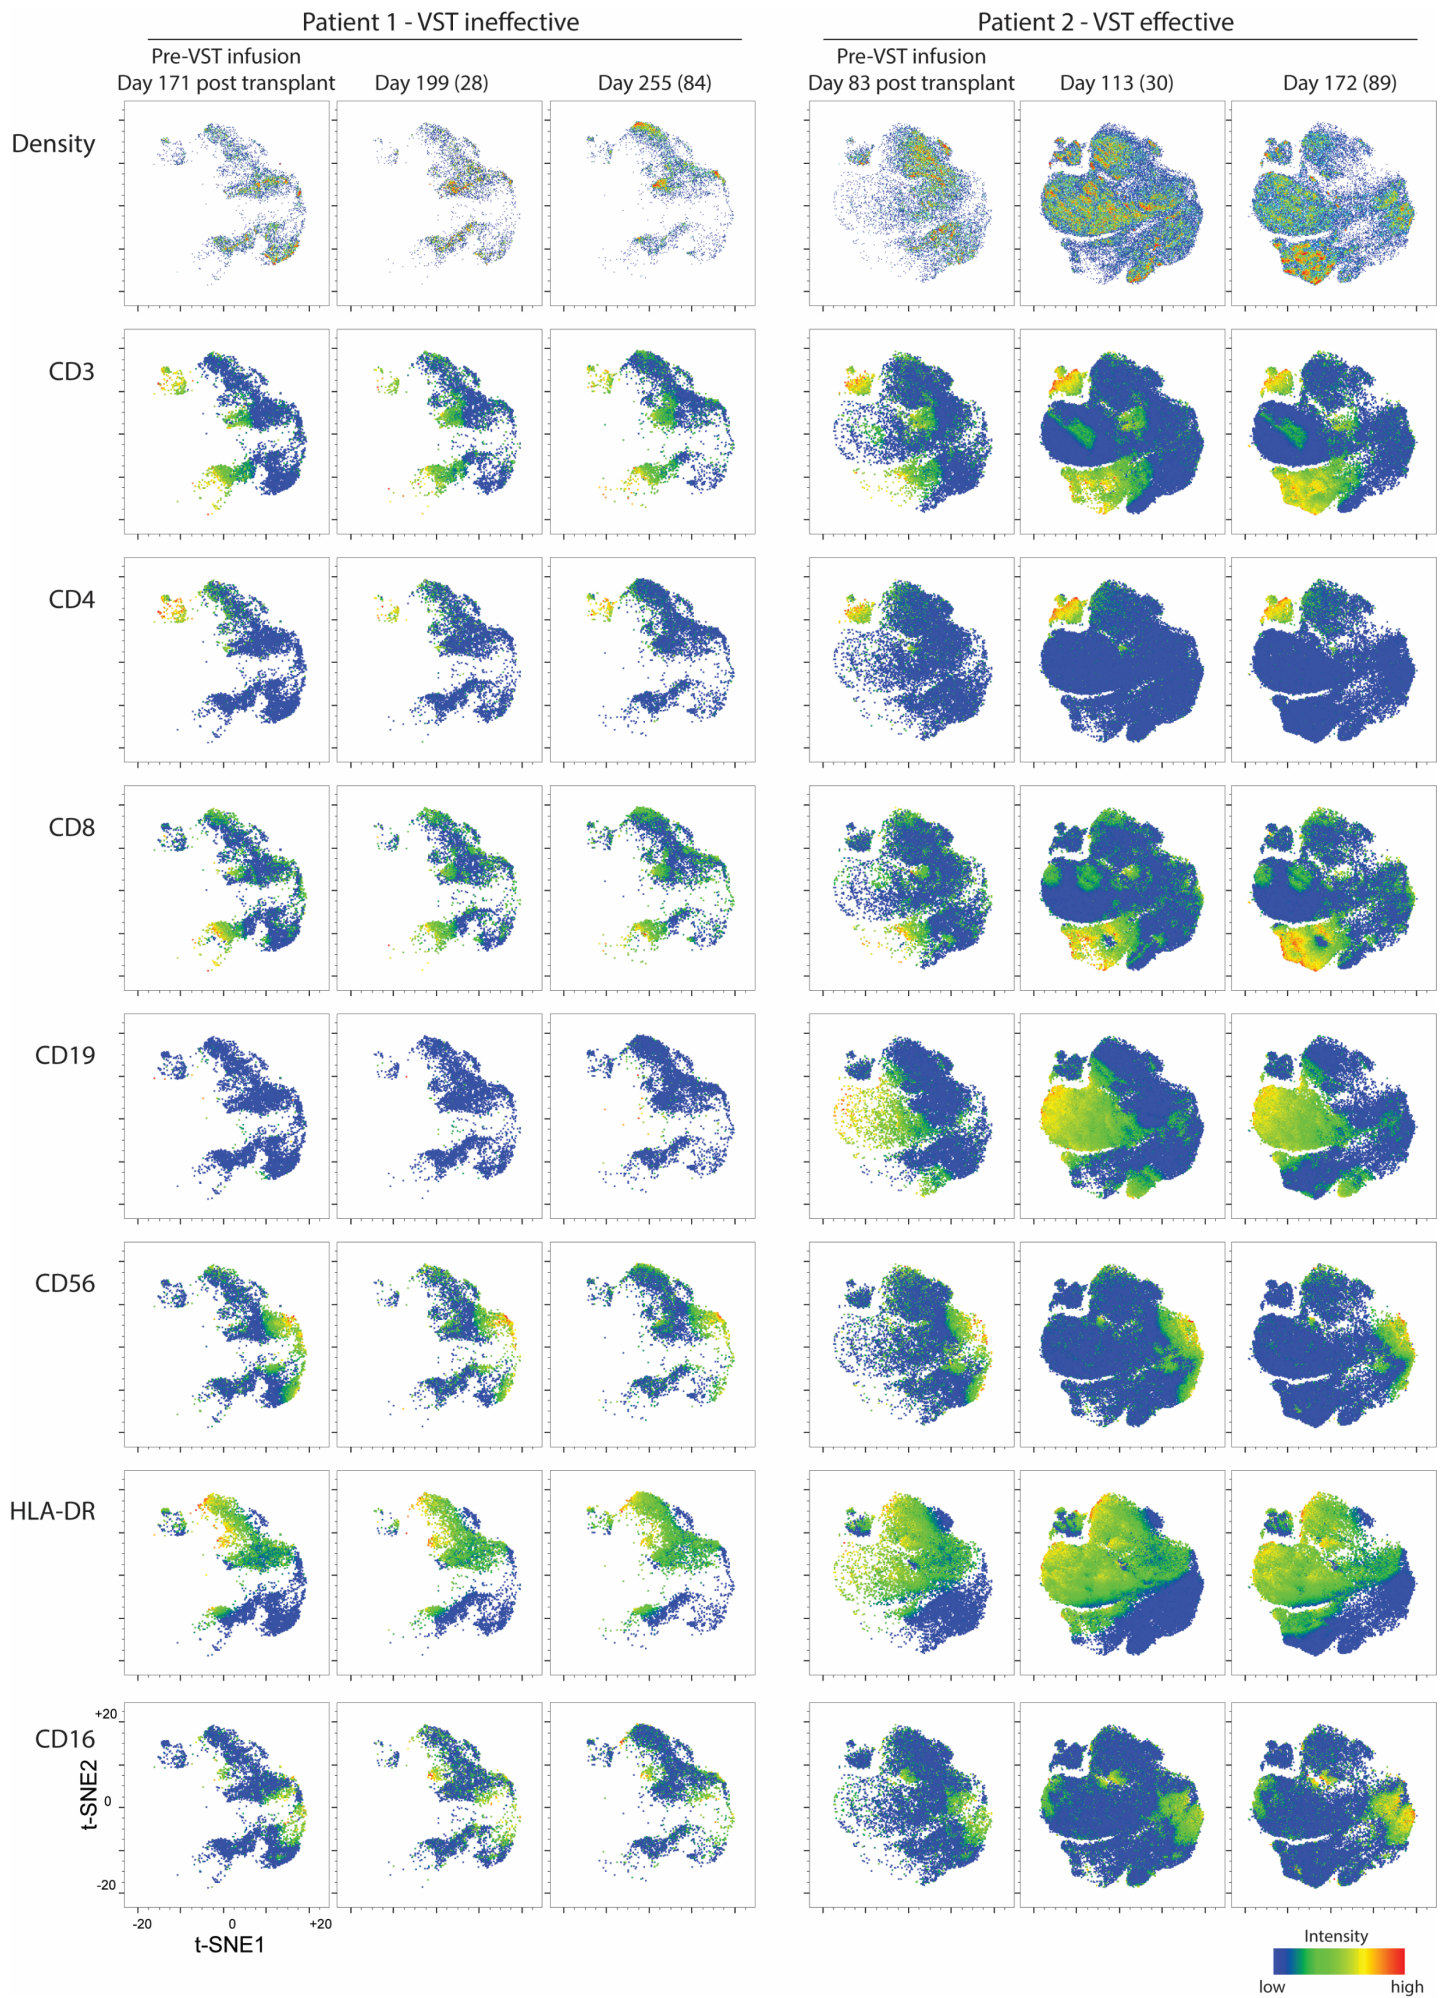 Patient 1 - VST ineffective
Patient 2 - VST effective
Pre-VST infusion
Day 171 post transplant
Day 199 (28)
Day 255 (84)
Pre-VST infusion
Day 83 post transplant
Day 113 (30)
Day 172 (89)
Density
CD3
CD4
CD8
CD19
CD56
HLA-DR
CD16
+20
0
-20
t-SNE2
-20
0
+20
t-SNE1
Intensity
low
high